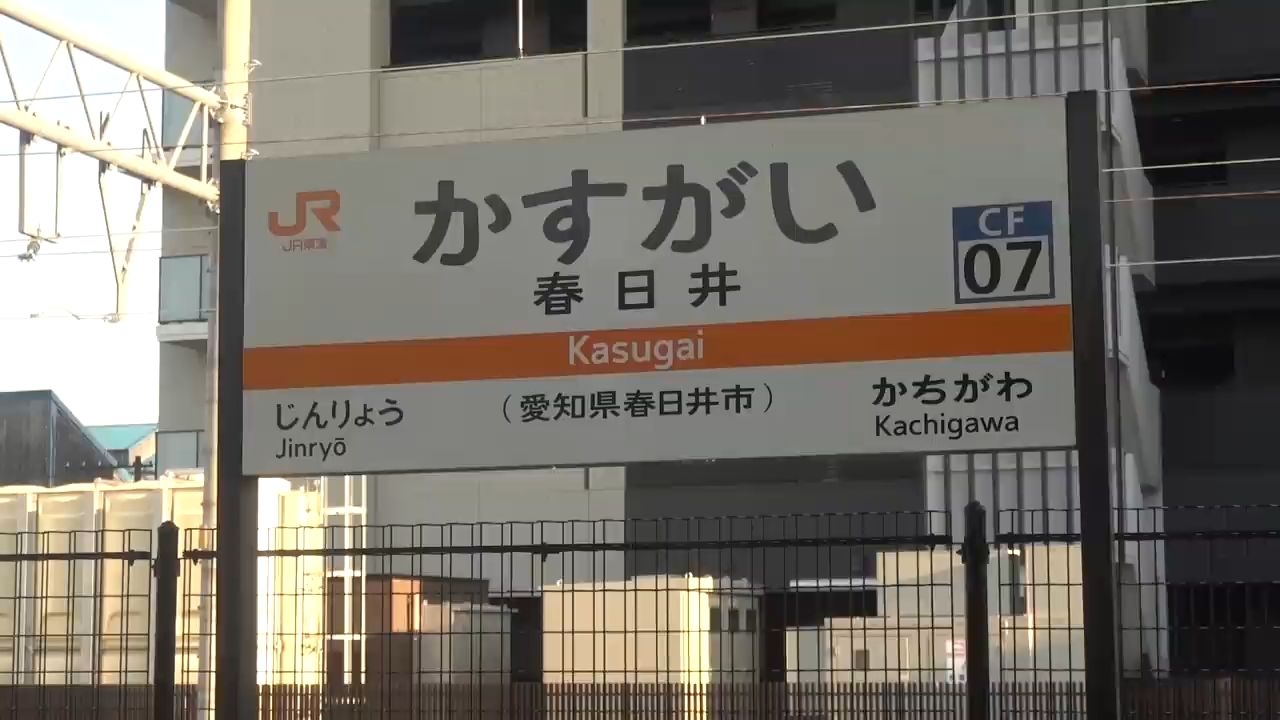 JR
JR東海
かすがい
春日井
CF
07
Kasugai
じんりょう
Jinryō
（愛知県春日井市）
かちがわ
Kachigawa